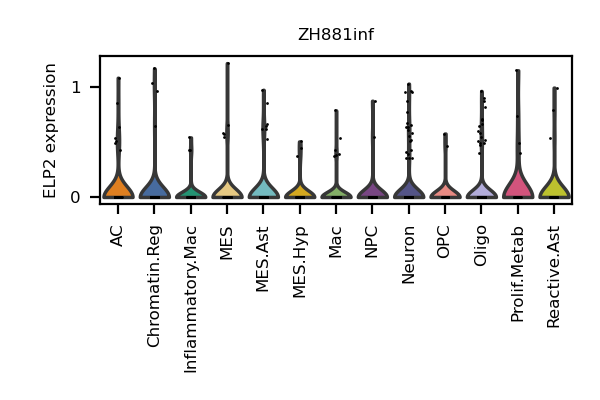 ZH881inf
ELP2 expression
1
0
AC
Chromatin.Reg
Inflammatory.Mac
MES
MES.Ast
MES.Hyp
Mac
NPC
Neuron
OPC
Oligo
Prolif.Metab
Reactive.Ast